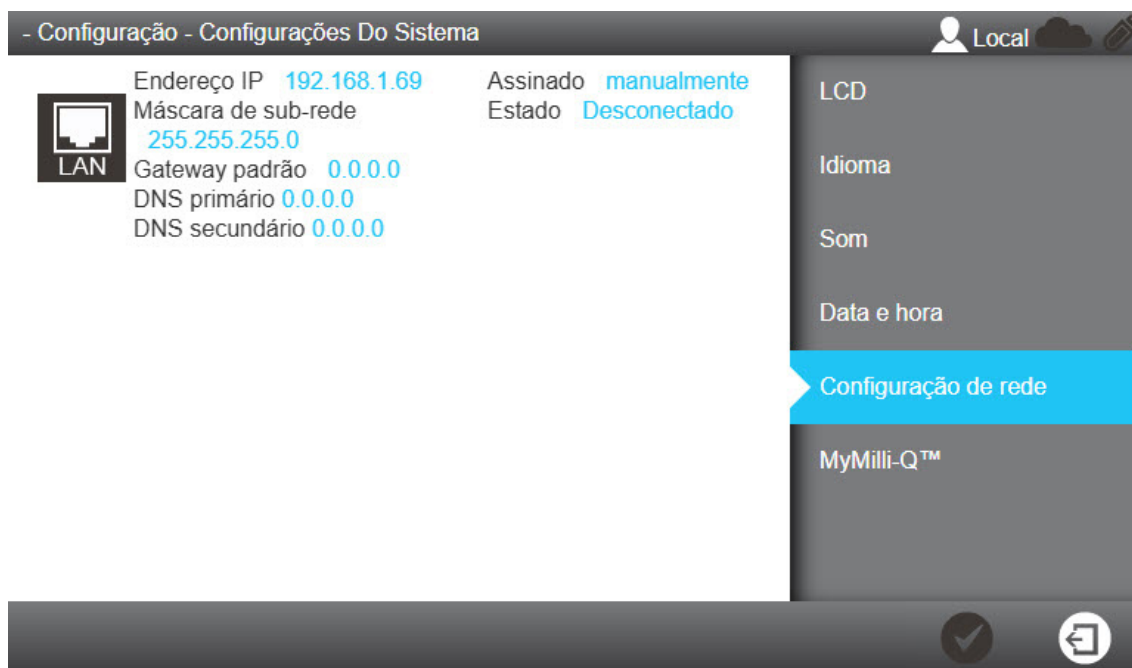 - Configuração - Configurações Do Sistema
Local
LAN
Endereço IP 192.168.1.69
Máscara de sub-rede
255.255.255.0
Gateway padrão 0.0.0.0
DNS primário 0.0.0.0
DNS secundário 0.0.0.0
Assinado manualmente
Estado Desconectado
LCD
Idioma
Som
Data e hora
Configuração de rede
MyMilli-Q™